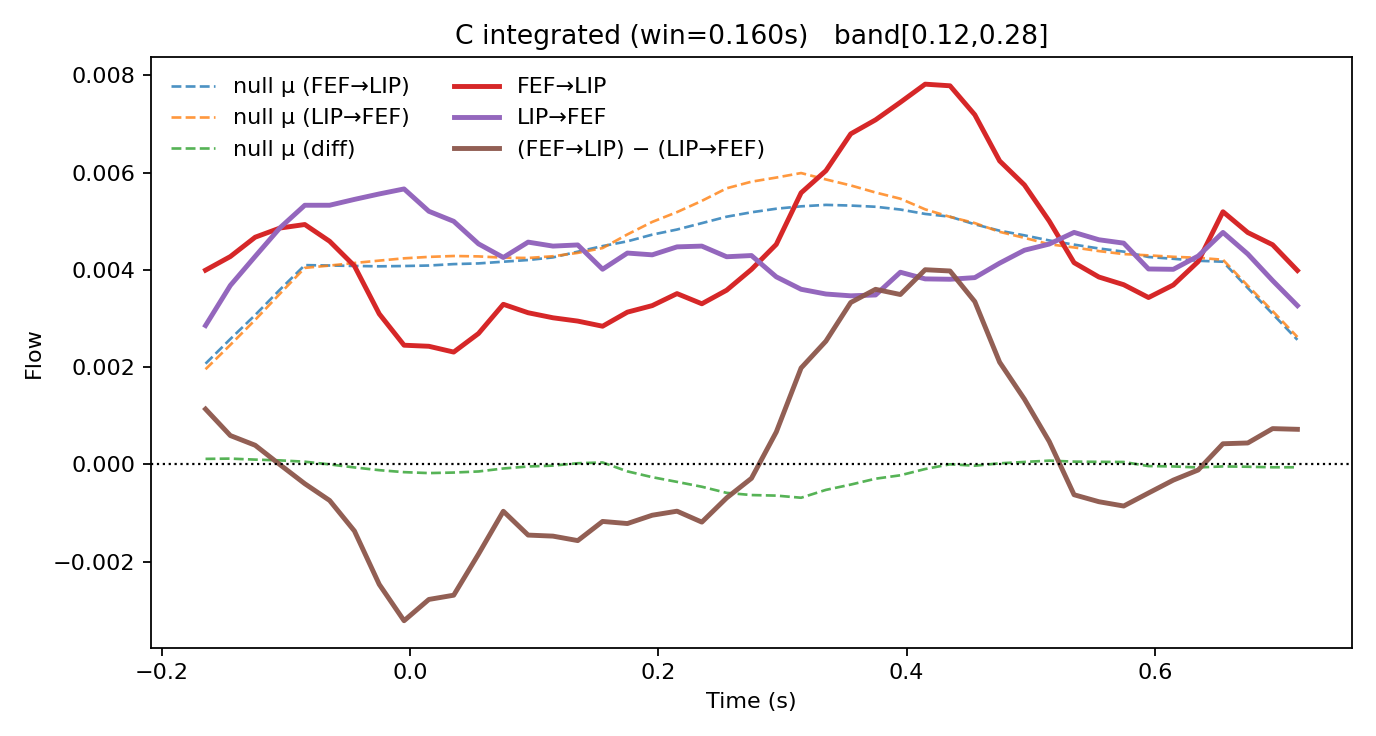 C integrated (win=0.160s)   band[0.12,0.28]
null μ (FEF→LIP)
null μ (LIP→FEF)
null μ (diff)
FEF→LIP
LIP→FEF
(FEF→LIP) − (LIP→FEF)
Flow
0.008
0.006
0.004
0.002
0.000
−0.002
−0.2
0.0
0.2
0.4
0.6
Time (s)